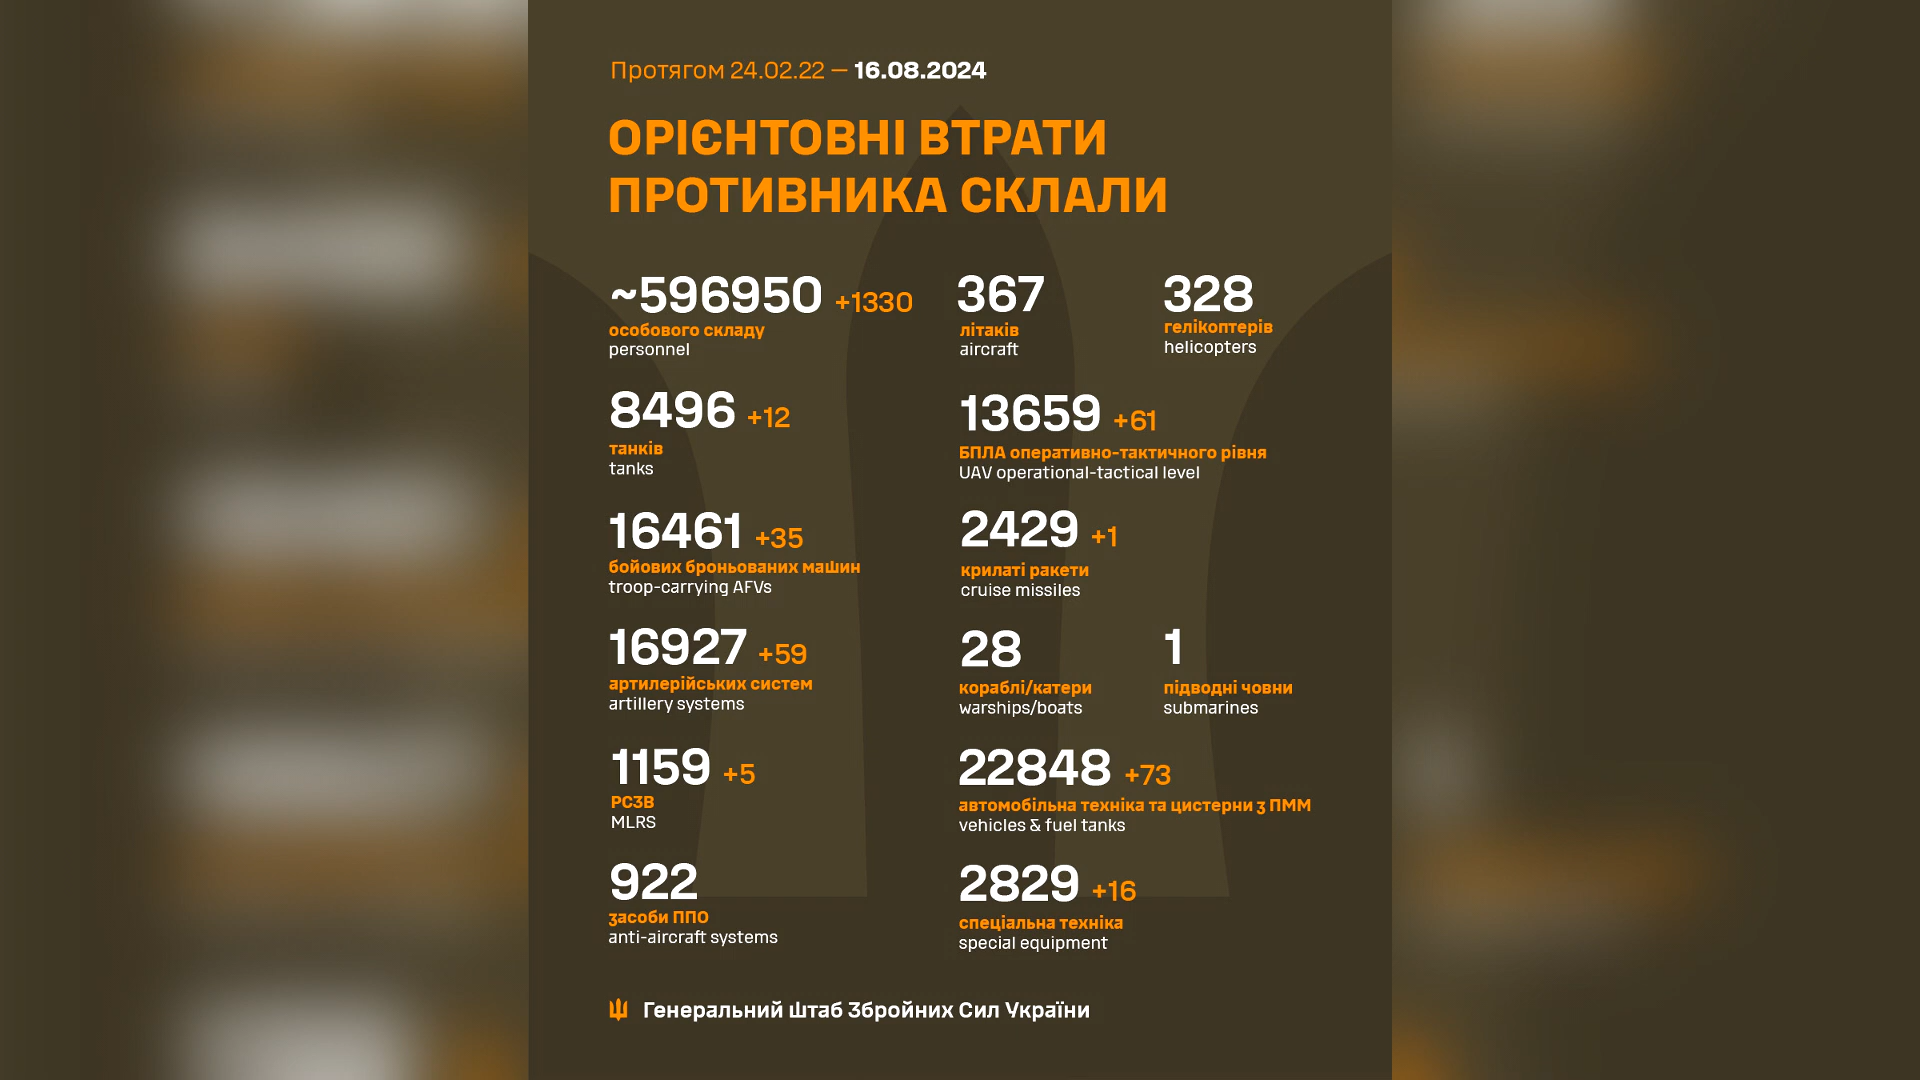 Протягом 24.02.22 — 16.08.2024
ОРІЄНТОВНІ ВТРАТИ
ПРОТИВНИКА СКЛАЛИ
~596950 +1330
особового складу
personnel
367
літаків
aircraft
328
гелікоптерів
helicopters
8496 +12
танків
tanks
13659 +61
БПЛА оперативно-тактичного рівня
UAV operational-tactical level
16461 +35
бойових броньованих машин
troop-carrying AFVs
2429 +1
крилаті ракети
cruise missiles
16927 +59
артилерійських систем
artillery systems
28
кораблі/катери
warships/boats
1
підводні човни
submarines
1159 +5
РСЗВ
MLRS
22848 +73
автомобільна техніка та цистерни з ПММ
vehicles & fuel tanks
922
засоби ППО
anti-aircraft systems
2829 +16
спеціальна техніка
special equipment
Генеральний штаб Збройних Сил України